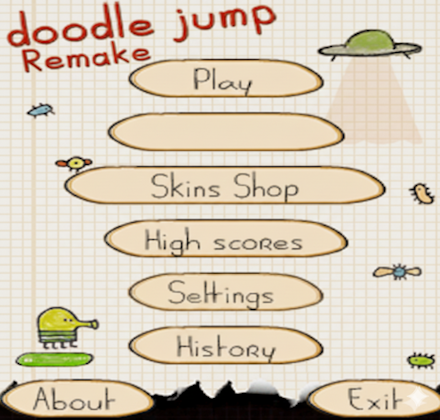 doodle jump
Remake
Play
Skins Shop
High scores
Settings
History
About
Exit